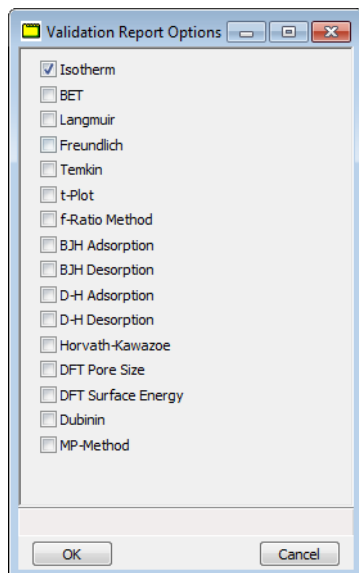 Validation Report Options
Isotherm
BET
Langmuir
Freundlich
Temkin
t-Plot
f-Ratio Method
BJH Adsorption
BJH Desorption
D-H Adsorption
D-H Desorption
Horvath-Kawazoe
DFT Pore Size
DFT Surface Energy
Dubinin
MP-Method
OK Cancel